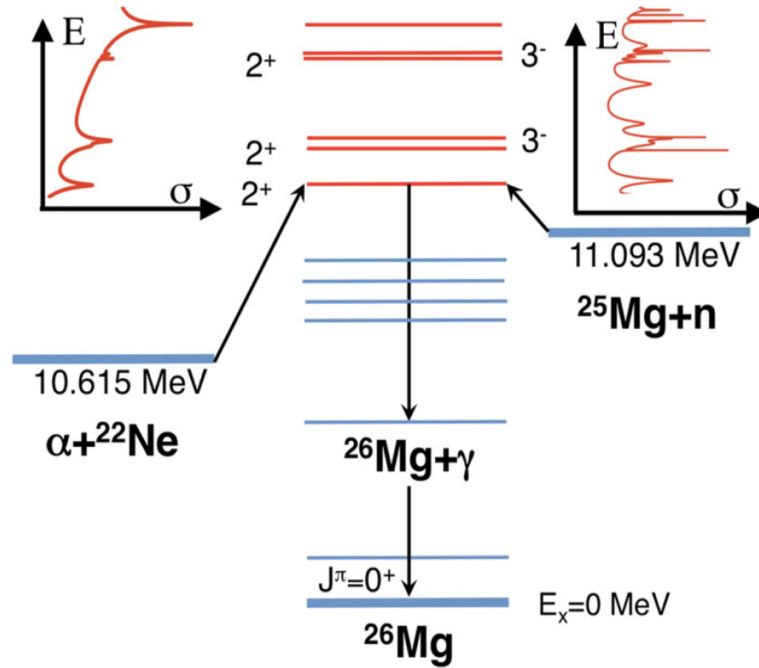 E
σ
2⁺
3⁻
2⁺
3⁻
2⁺
E
σ
11.093 MeV
²⁵Mg+n
10.615 MeV
α+²²Ne
²⁶Mg+γ
Jᵖⁱ=0⁺
Eₓ=0 MeV
²⁶Mg